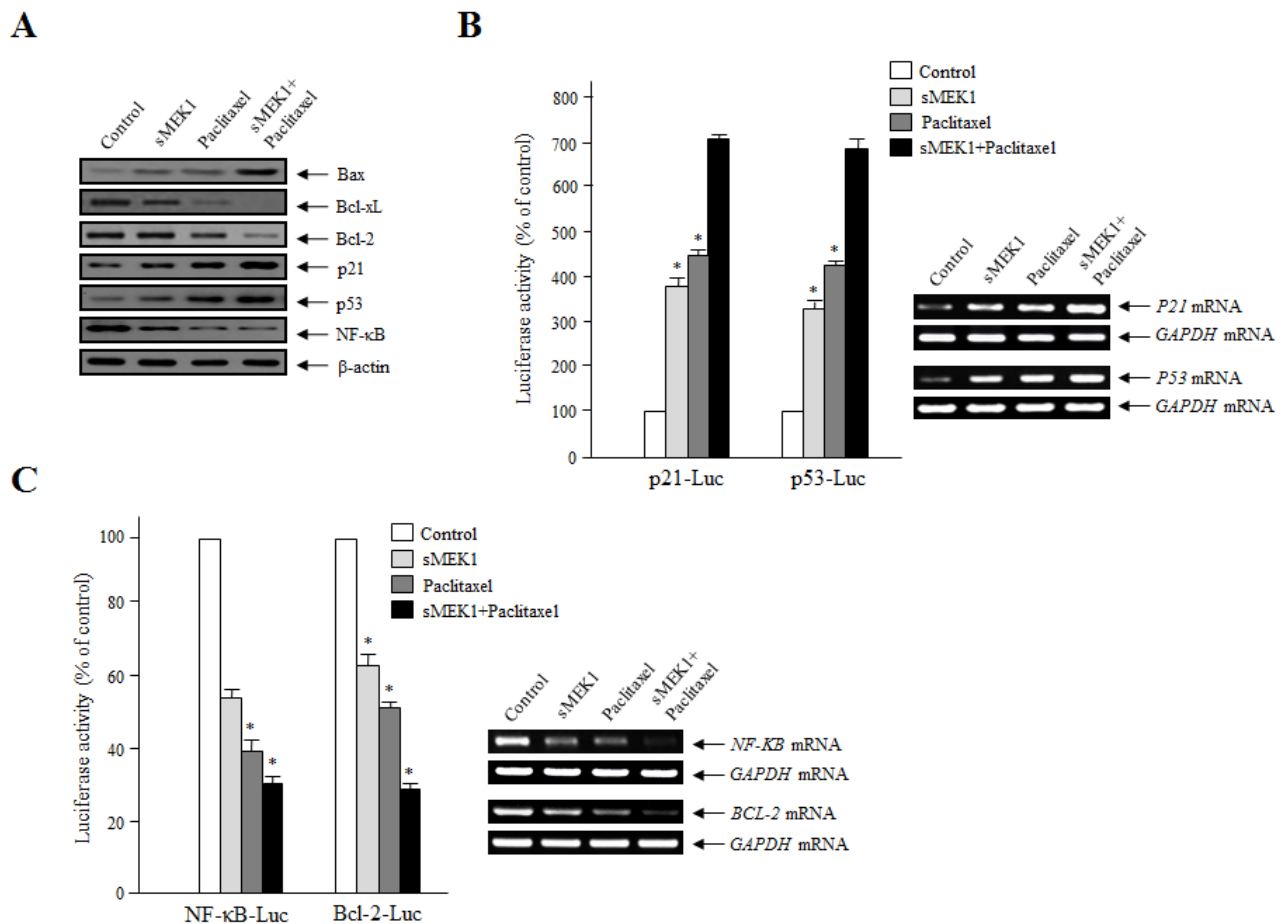 A
Control
sMEK1
Paclitaxel
sMEK1+
Paclitaxel
Bax
Bcl-xL
Bcl-2
p21
p53
NF-κB
β-actin
B
Control
sMEK1
Paclitaxel
sMEK1+Paclitaxel
Luciferase activity (% of control)
800
700
600
500
400
300
200
100
0
*
*
*
*
p21-Luc
p53-Luc
Control
sMEK1
Paclitaxel
sMEK1+
Paclitaxel
P21 mRNA
GAPDH mRNA
P53 mRNA
GAPDH mRNA
C
Control
sMEK1
Paclitaxel
sMEK1+Paclitaxel
Luciferase activity (% of control)
100
80
60
40
20
0
*
*
*
*
*
NF-κB-Luc
Bcl-2-Luc
Control
sMEK1
Paclitaxel
sMEK1+
Paclitaxel
NF-KB mRNA
GAPDH mRNA
BCL-2 mRNA
GAPDH mRNA